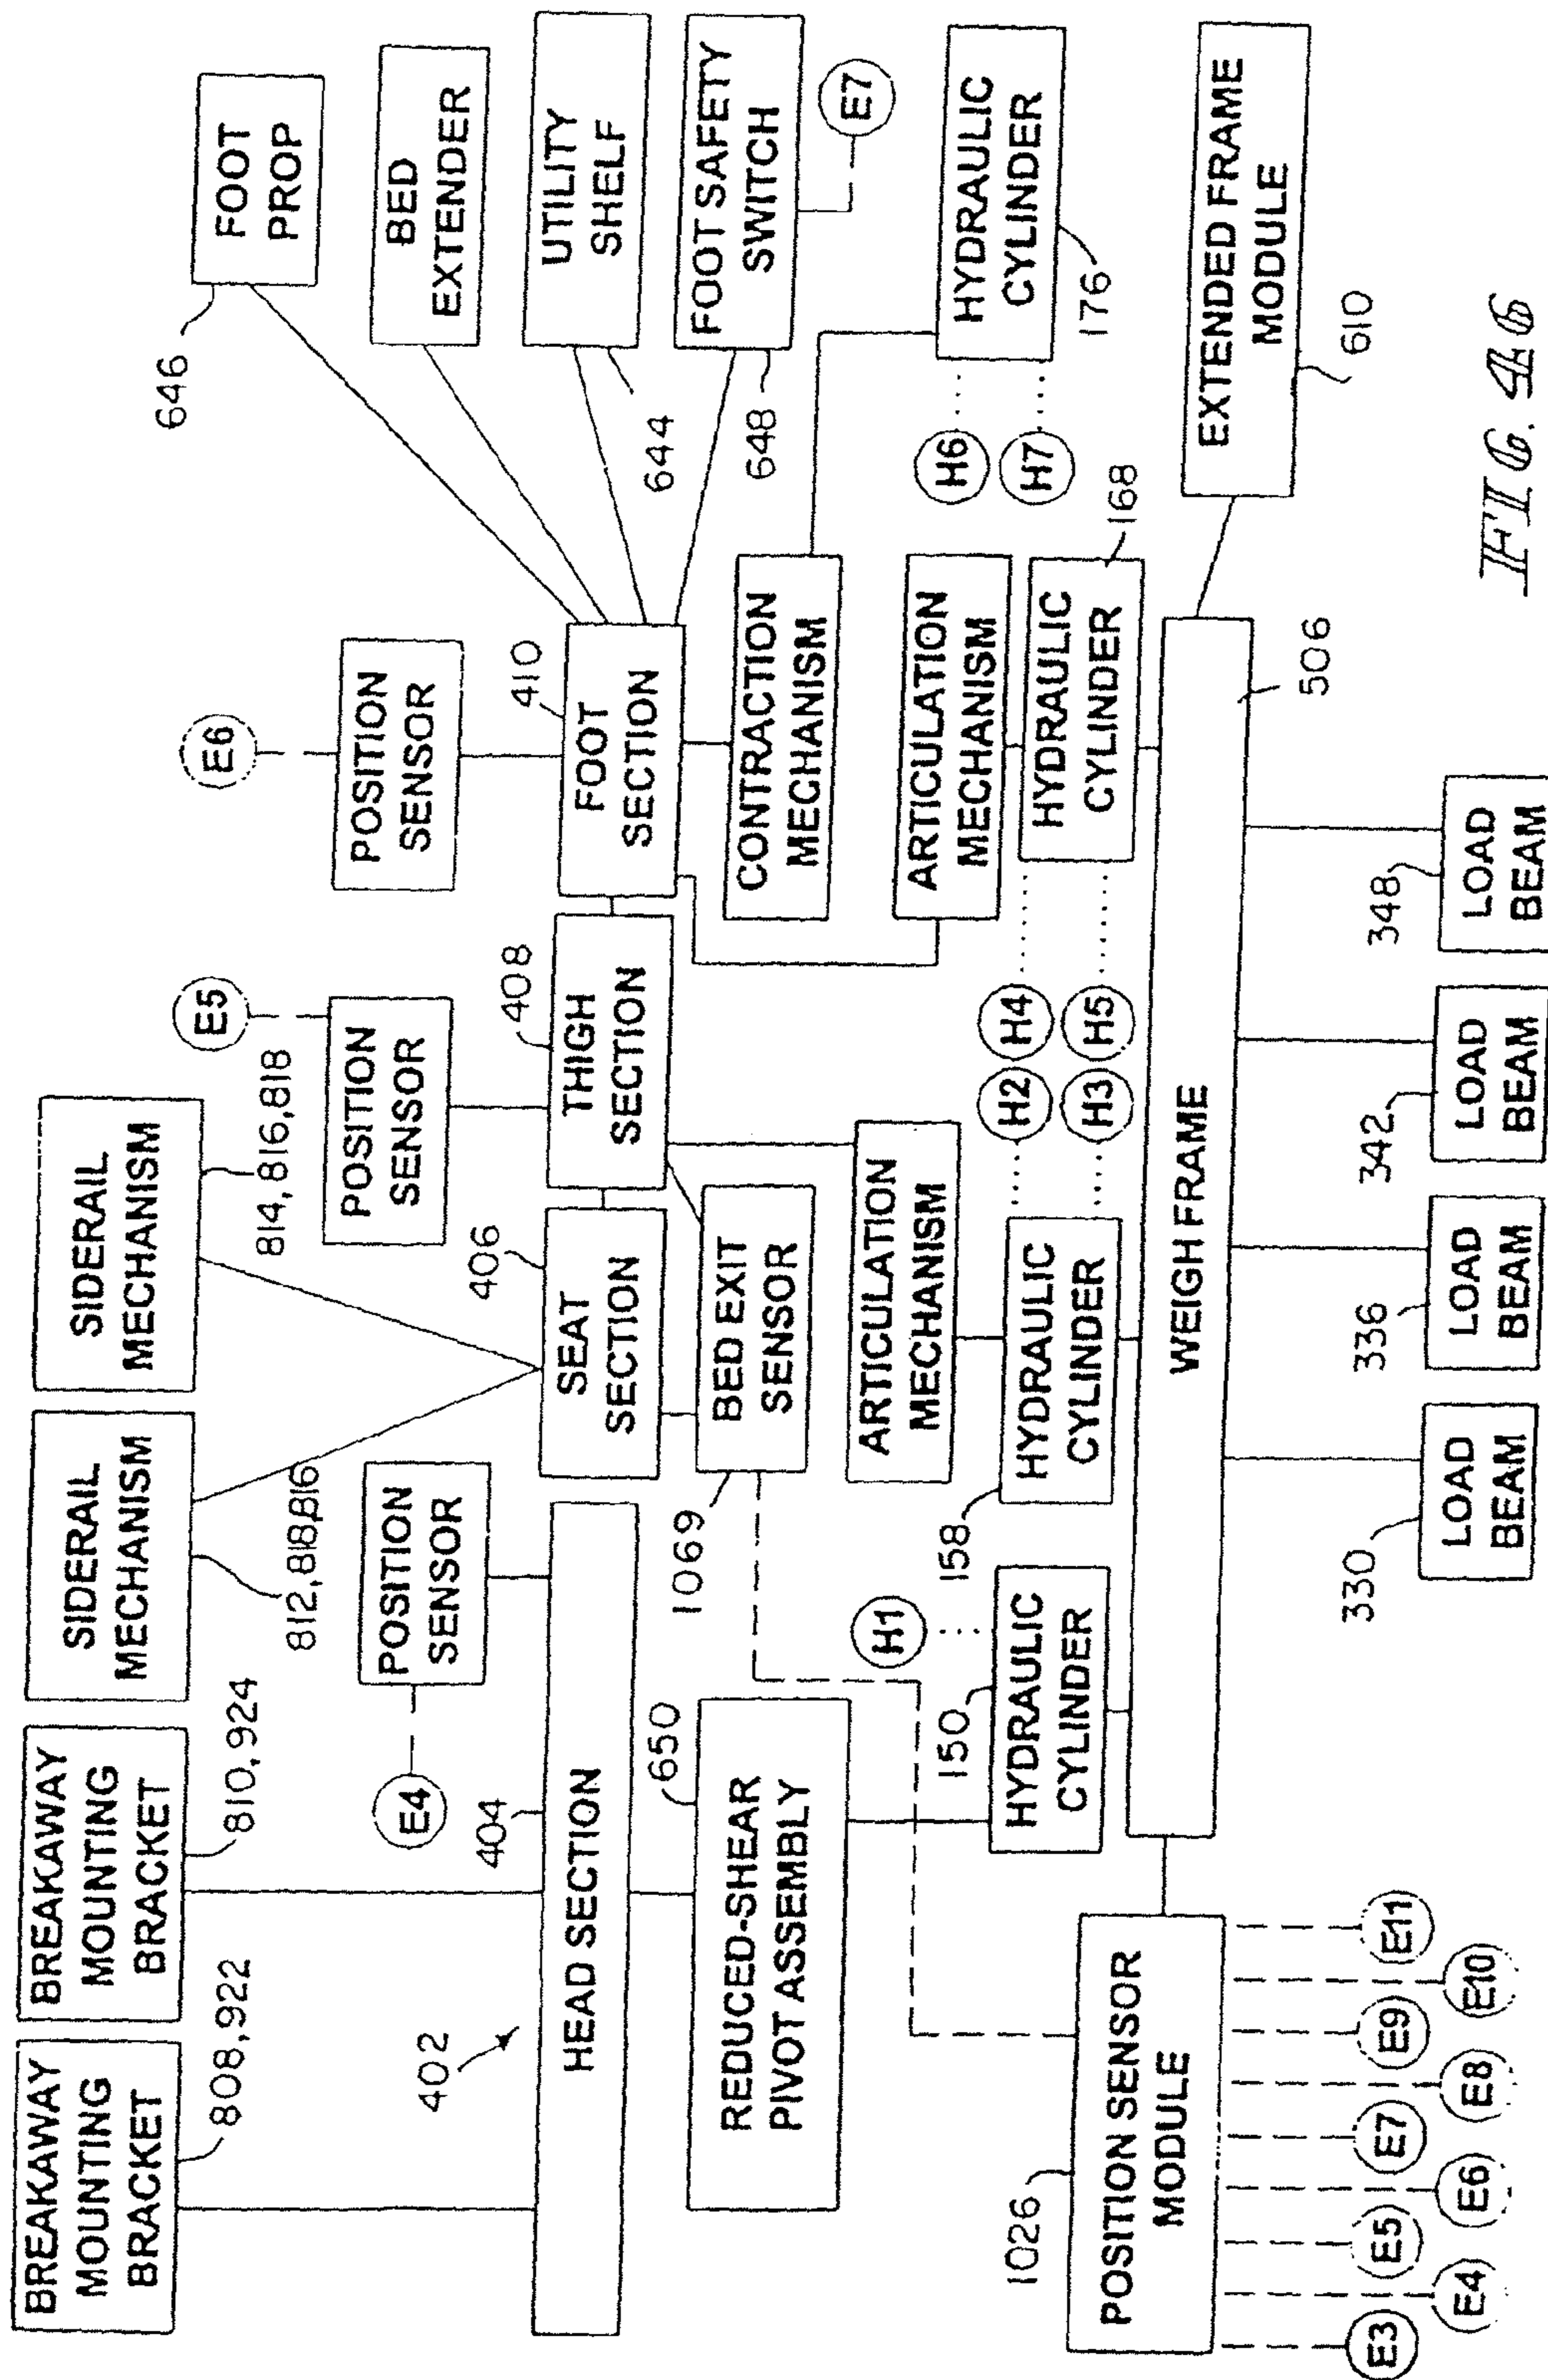 BREAKAWAY
MOUNTING
BRACKET
808,922
BREAKAWAY
MOUNTING
BRACKET
810,924
SIDERAIL
MECHANISM
812,818,816
SIDERAIL
MECHANISM
814,816,818
E4
POSITION
SENSOR
E5
POSITION
SENSOR
E6
POSITION
SENSOR
646
FOOT
PROP
BED
EXTENDER
UTILITY
SHELF
644
FOOT SAFETY
SWITCH
648
E7
402
HEAD SECTION
404
SEAT
SECTION
406
THIGH
SECTION
408
FOOT
SECTION
410
REDUCED-SHEAR
PIVOT ASSEMBLY
650
1069
BED EXIT
SENSOR
CONTRACTION
MECHANISM
H1
ARTICULATION
MECHANISM
ARTICULATION
MECHANISM
HYDRAULIC
CYLINDER
176
H6
H7
150
HYDRAULIC
CYLINDER
158
HYDRAULIC
CYLINDER
H2
H4
H3
H5
HYDRAULIC
CYLINDER
168
1026
POSITION SENSOR
MODULE
WEIGH FRAME
506
EXTENDED FRAME
MODULE
610
E3
E4
E5
E6
E7
E8
E9
E10
E11
330
LOAD
BEAM
336
LOAD
BEAM
342
LOAD
BEAM
348
LOAD
BEAM
FIG. 46